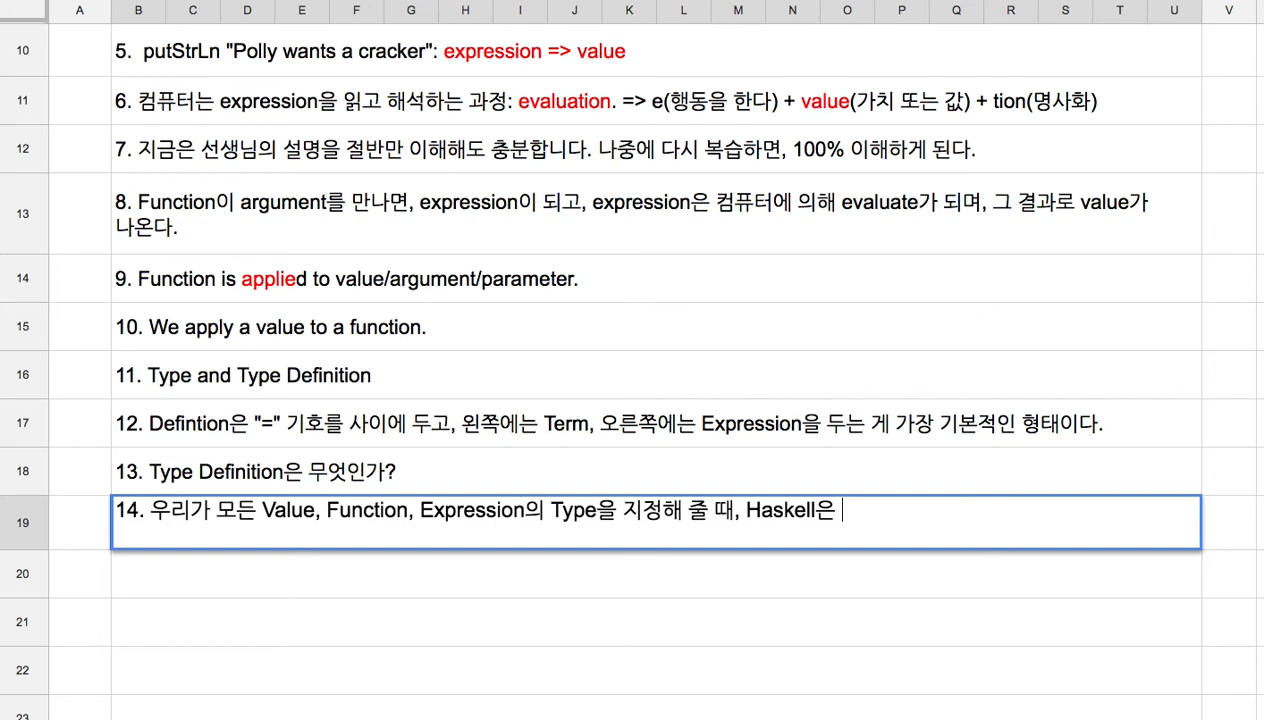 A B C D E F G H I J K L M N O P Q R S T U V
10 5. putStrLn "Polly wants a cracker": expression => value
11 6. 컴퓨터는 expression을 읽고 해석하는 과정: evaluation. => e(행동을 한다) + value(가치 또는 값) + tion(명사화)
12 7. 지금은 선생님의 설명을 절반만 이해해도 충분합니다. 나중에 다시 복습하면, 100% 이해하게 된다.
13 8. Function이 argument를 만나면, expression이 되고, expression은 컴퓨터에 의해 evaluate가 되며, 그 결과로 value가
나온다.
14 9. Function is applied to value/argument/parameter.
15 10. We apply a value to a function.
16 11. Type and Type Definition
17 12. Defintion은 "=" 기호를 사이에 두고, 왼쪽에는 Term, 오른쪽에는 Expression을 두는 게 가장 기본적인 형태이다.
18 13. Type Definition은 무엇인가?
19 14. 우리가 모든 Value, Function, Expression의 Type을 지정해 줄 때, Haskell은
20
21
22
23